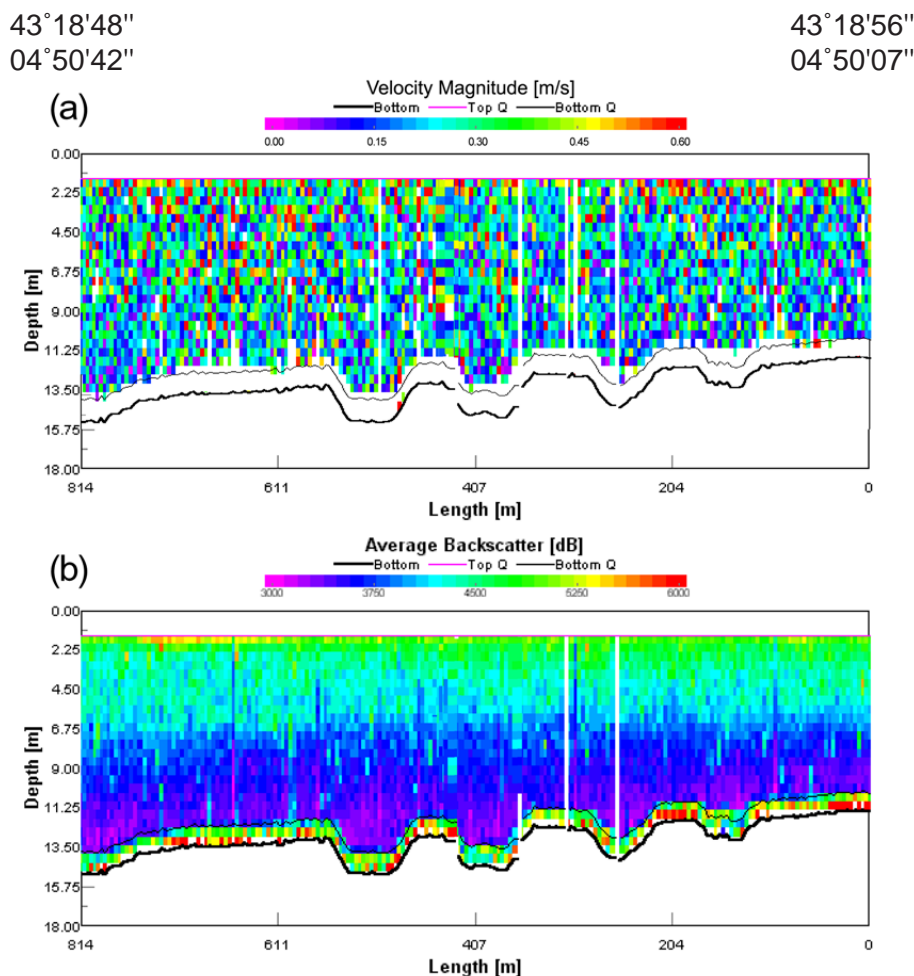 43°18'48" 43°18'56"
04°50'42" 04°50'07"
(a)
Velocity Magnitude [m/s]
Bottom Top Q Bottom Q
0.00 0.15 0.30 0.45 0.60
0.00
2.25
4.50
6.75
9.00
11.25
13.50
15.75
18.00
Depth [m]
814 611 407 204 0
Length [m]
(b)
Average Backscatter [dB]
Bottom Top Q Bottom Q
3000 3750 4500 5250 6000
0.00
2.25
4.50
6.75
9.00
11.25
13.50
15.75
18.00
Depth [m]
814 611 407 204 0
Length [m]